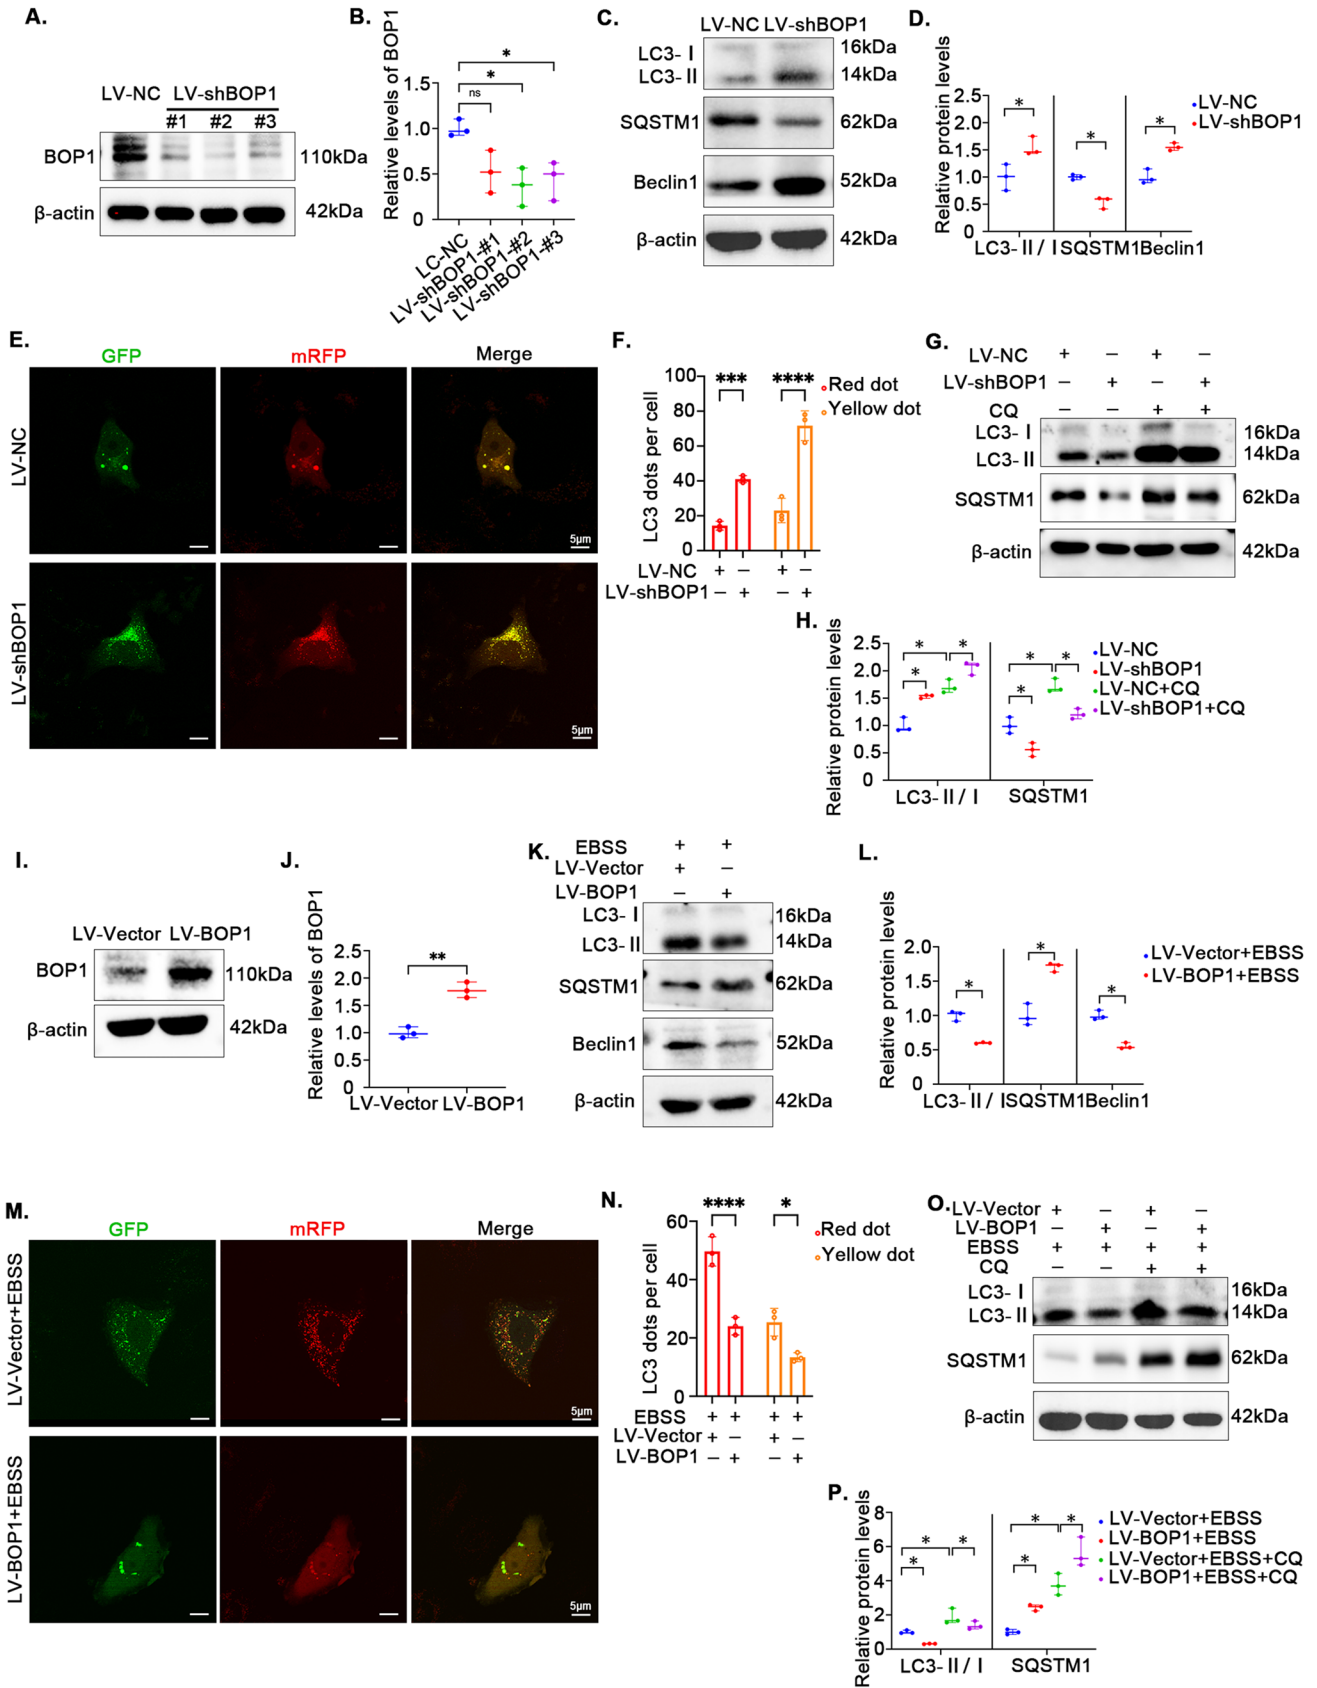 A.
LV-NC LV-shBOP1
#1 #2 #3
BOP1 110kDa
β-actin 42kDa
B.
Relative levels of BOP1
1.5
1.0
0.5
0
ns * *
LC-NC
LV-shBOP1-#1
LV-shBOP1-#2
LV-shBOP1-#3
C.
LV-NC LV-shBOP1
LC3-Ⅰ 16kDa
LC3-Ⅱ 14kDa
SQSTM1 62kDa
Beclin1 52kDa
β-actin 42kDa
D.
Relative protein levels
2.5
2.0
1.5
1.0
0.5
0
* * *
LC3-Ⅱ/Ⅰ SQSTM1 Beclin1
LV-NC
LV-shBOP1
E.
GFP mRFP Merge
LV-NC
5μm
LV-shBOP1
5μm
F.
LC3 dots per cell
100
80
60
40
20
0
*** ****
Red dot
Yellow dot
LV-NC + − + −
LV-shBOP1 − + − +
G.
LV-NC + − + −
LV-shBOP1 − + − +
CQ − − + +
LC3-Ⅰ 16kDa
LC3-Ⅱ 14kDa
SQSTM1 62kDa
β-actin 42kDa
H.
Relative protein levels
2.5
2.0
1.5
1.0
0.5
0
* * * * * *
LC3-Ⅱ/Ⅰ SQSTM1
LV-NC
LV-shBOP1
LV-NC+CQ
LV-shBOP1+CQ
I.
LV-Vector LV-BOP1
BOP1 110kDa
β-actin 42kDa
J.
Relative levels of BOP1
2.5
2.0
1.5
1.0
0.5
0
**
LV-Vector LV-BOP1
K.
EBSS + +
LV-Vector + −
LV-BOP1 − +
LC3-Ⅰ 16kDa
LC3-Ⅱ 14kDa
SQSTM1 62kDa
Beclin1 52kDa
β-actin 42kDa
L.
Relative protein levels
2.0
1.5
1.0
0.5
0
* * *
LC3-Ⅱ/Ⅰ SQSTM1 Beclin1
LV-Vector+EBSS
LV-BOP1+EBSS
M.
GFP mRFP Merge
LV-Vector+EBSS
5μm
LV-BOP1+EBSS
5μm
N.
LC3 dots per cell
60
40
20
0
**** *
Red dot
Yellow dot
EBSS + + + +
LV-Vector + − + −
LV-BOP1 − + − +
O.
LV-Vector + − + −
LV-BOP1 − + − +
EBSS + + + +
CQ − − + +
LC3-Ⅰ 16kDa
LC3-Ⅱ 14kDa
SQSTM1 62kDa
β-actin 42kDa
P.
Relative protein levels
8
6
4
2
0
* * * * * *
LC3-Ⅱ/Ⅰ SQSTM1
LV-Vector+EBSS
LV-BOP1+EBSS
LV-Vector+EBSS+CQ
LV-BOP1+EBSS+CQ